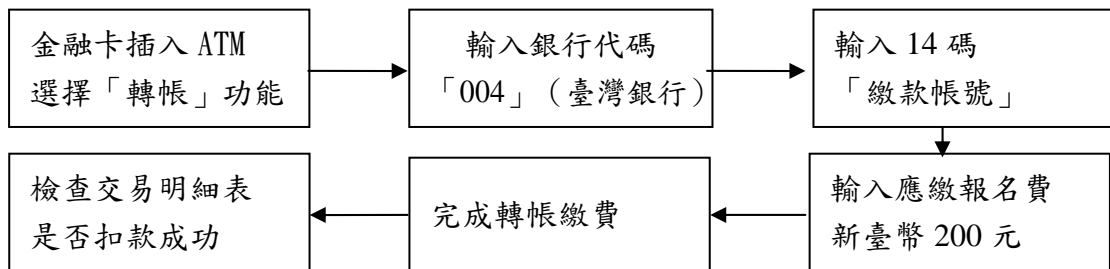 金融卡插入 ATM
選擇「轉帳」功能
輸入銀行代碼
「004」（臺灣銀行）
輸入 14 碼
「繳款帳號」
輸入應繳報名費
新臺幣 200 元
完成轉帳繳費
檢查交易明細表
是否扣款成功